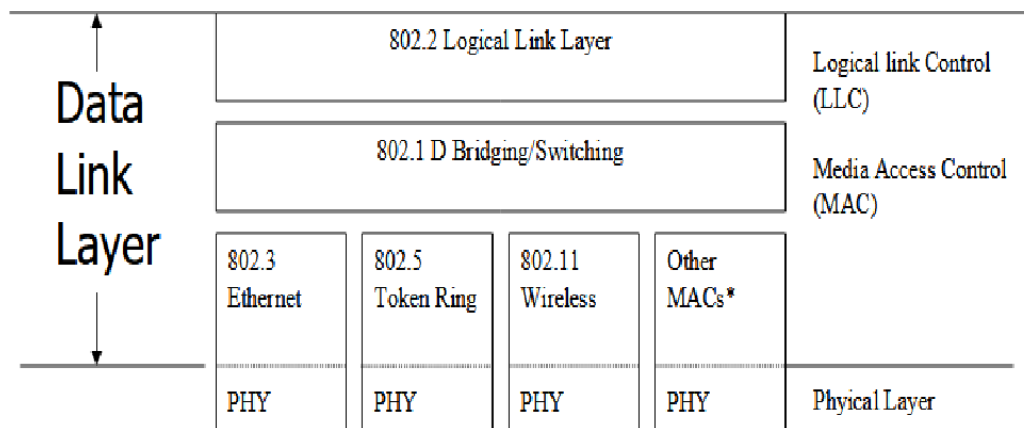 Data
Link
Layer
802.2 Logical Link Layer
Logical link Control
(LLC)
802.1 D Bridging/Switching
Media Access Control
(MAC)
802.3
Ethernet
802.5
Token Ring
802.11
Wireless
Other
MACs*
PHY
PHY
PHY
PHY
Phyical Layer